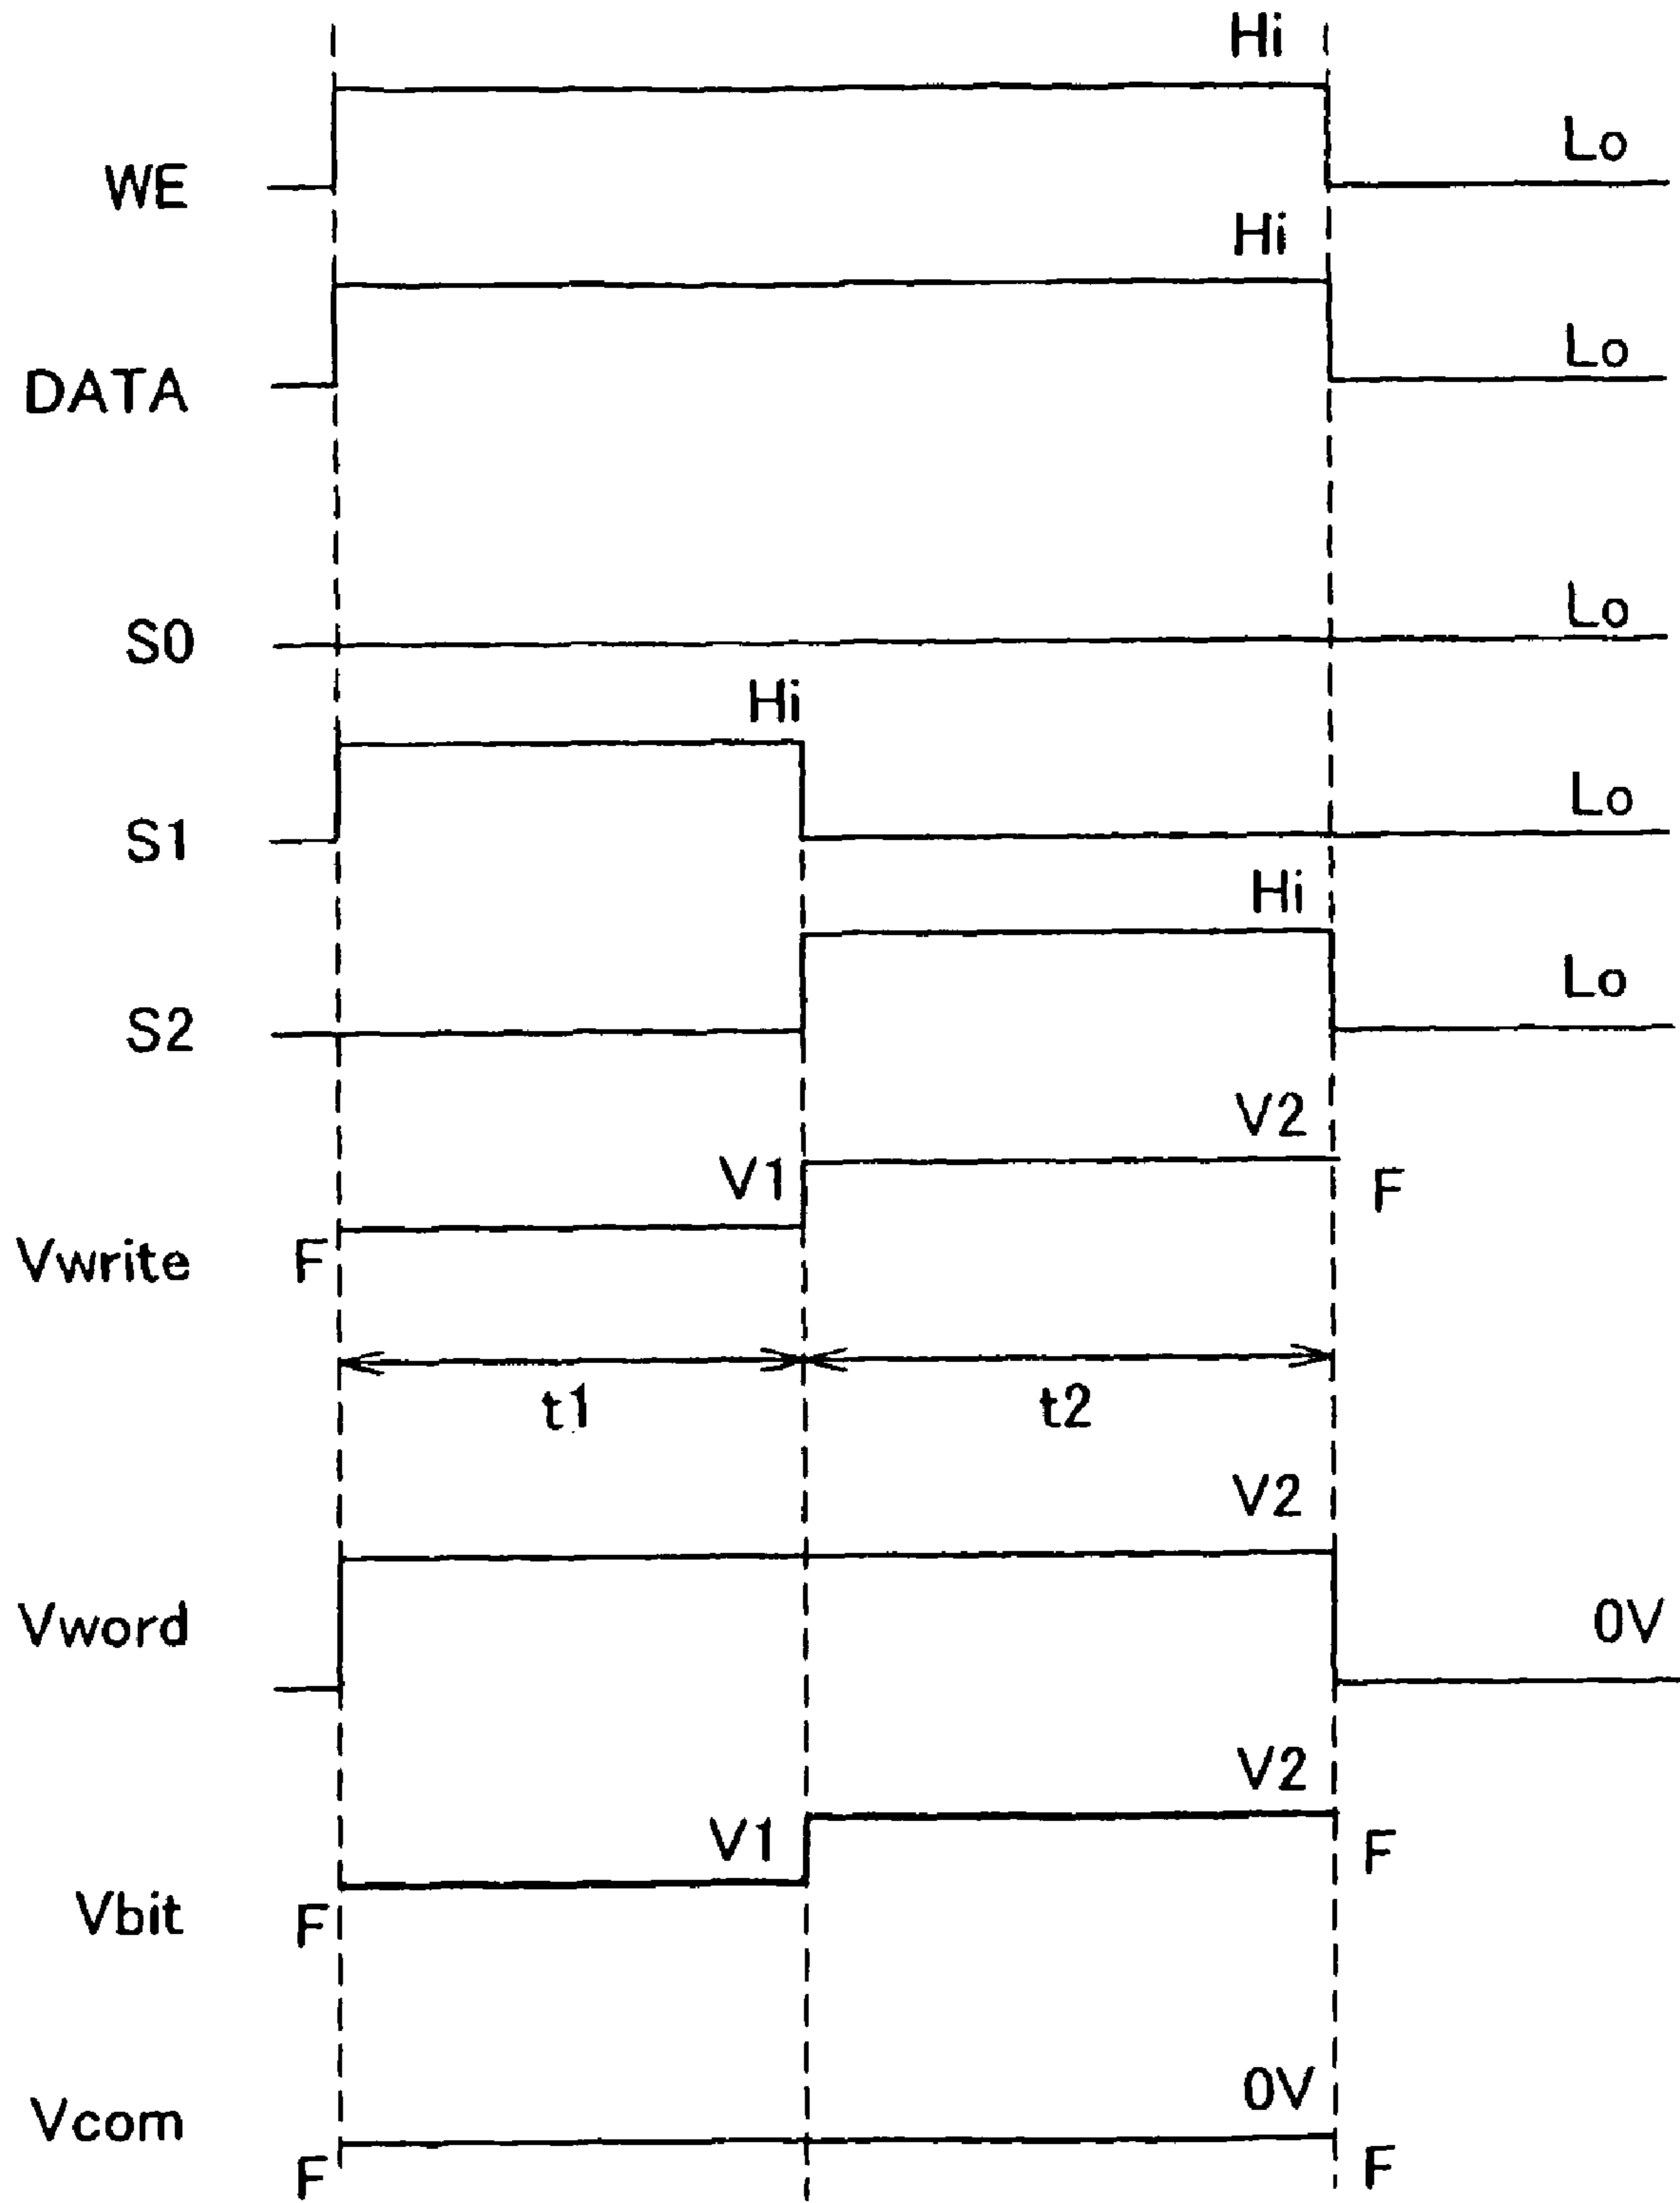 Hi
WE Lo
Hi
DATA Lo
S0 Lo
Hi
S1 Lo
Hi
S2 Lo
V2
V1 F
Vwrite F
t1 t2
V2
Vword 0V
V2
V1 F
Vbit F
0V
Vcom F F